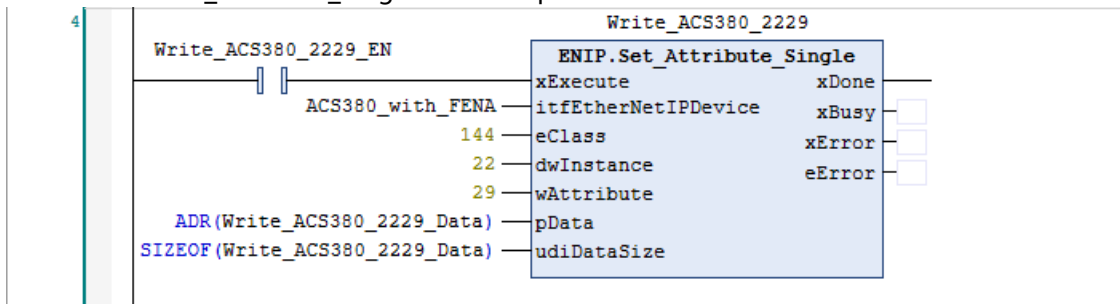 4
Write_ACS380_2229
Write_ACS380_2229_EN
ENIP.Set_Attribute_Single
xExecute xDone
ACS380_with_FENA itfEtherNetIPDevice xBusy
144 eClass xError
22 dwInstance eError
29 wAttribute
ADR(Write_ACS380_2229_Data) pData
SIZEOF(Write_ACS380_2229_Data) udiDataSize